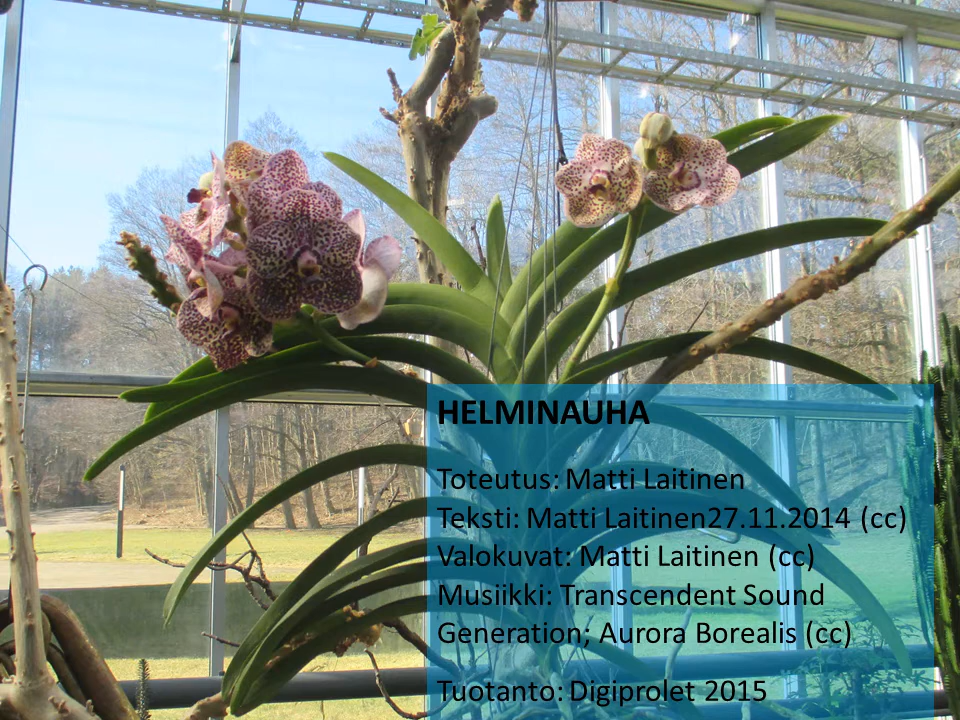 HELMINAUHA
Toteutus: Matti Laitinen
Teksti: Matti Laitinen27.11.2014 (cc)
Valokuvat: Matti Laitinen (cc)
Musiikki: Transcendent Sound
Generation; Aurora Borealis (cc)
Tuotanto: Digiprolet 2015